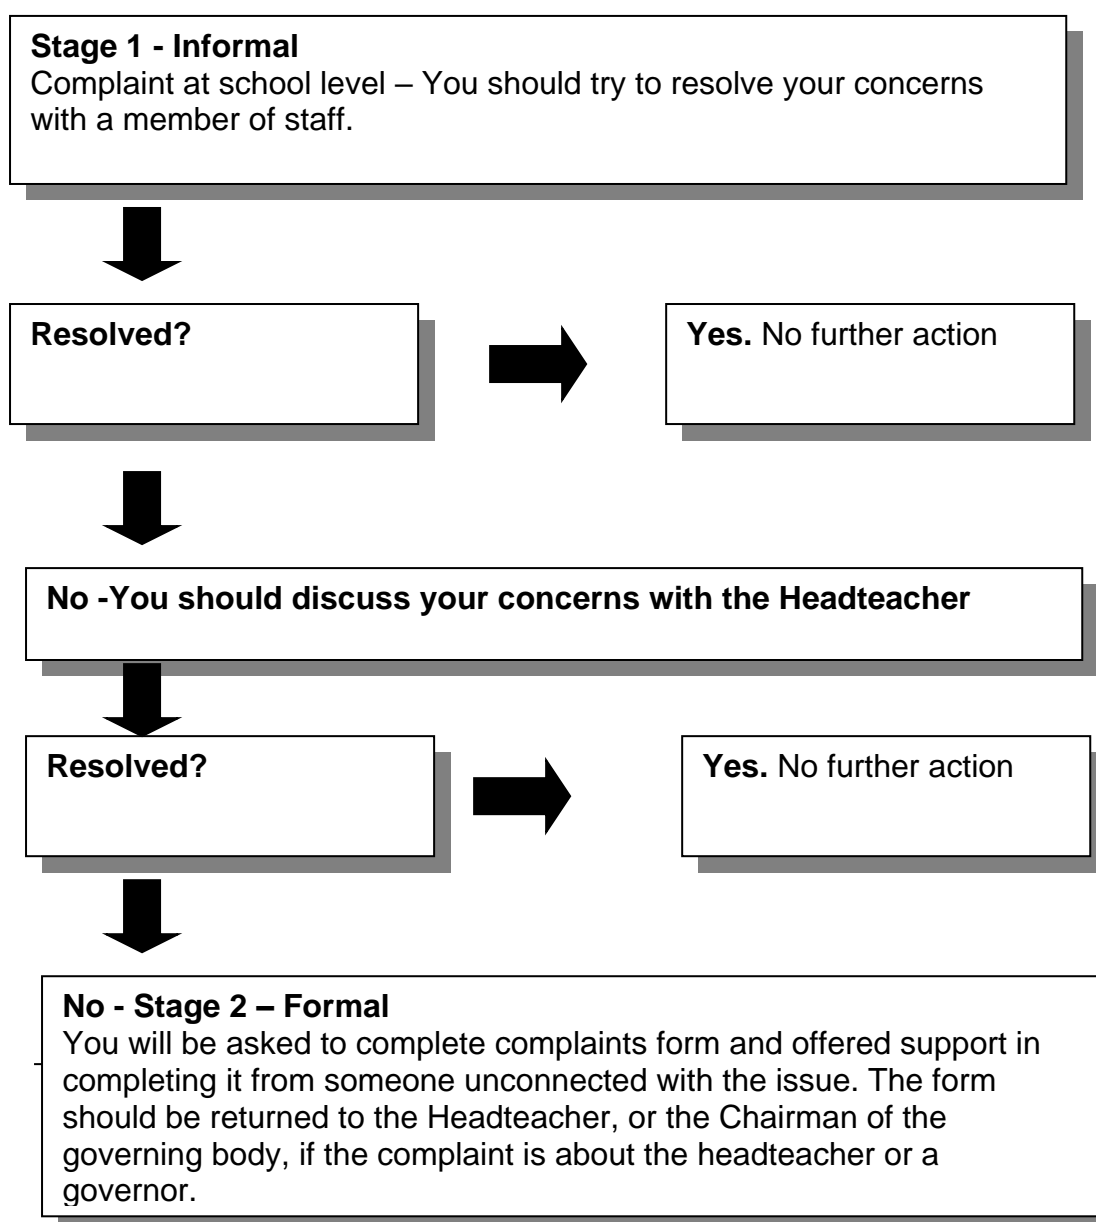 Stage 1 - Informal
Complaint at school level – You should try to resolve your concerns
with a member of staff.
Resolved?
Yes. No further action
No -You should discuss your concerns with the Headteacher
Resolved?
Yes. No further action
No - Stage 2 – Formal
You will be asked to complete complaints form and offered support in
completing it from someone unconnected with the issue. The form
should be returned to the Headteacher, or the Chairman of the
governing body, if the complaint is about the headteacher or a
governor.